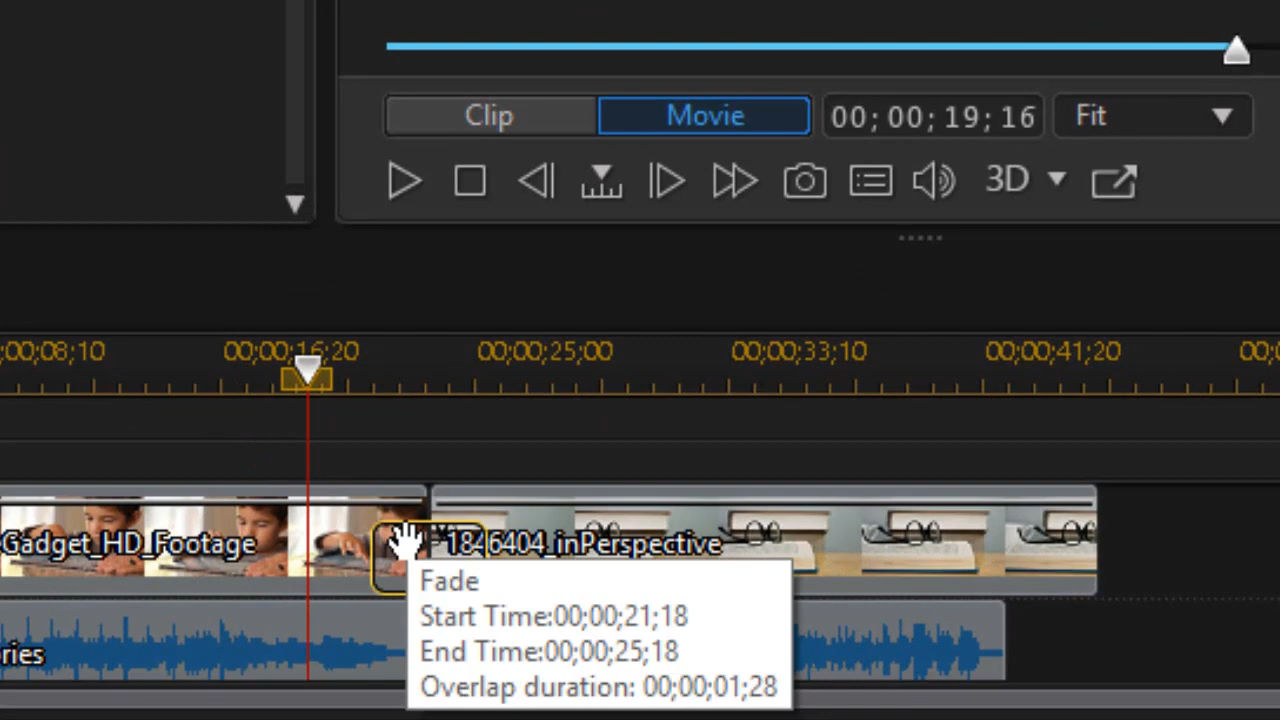 Clip
Movie
00; 00; 19; 16
Fit
3D
;00;08;10
00;00;16;20
00;00;25;00
00;00;33;10
00;00;41;20
00;0
Gadget_HD_Footage
1846404_inPerspective
Fade
Start Time:00;00;21;18
End Time:00;00;25;18
Overlap duration: 00;00;01;28
ries